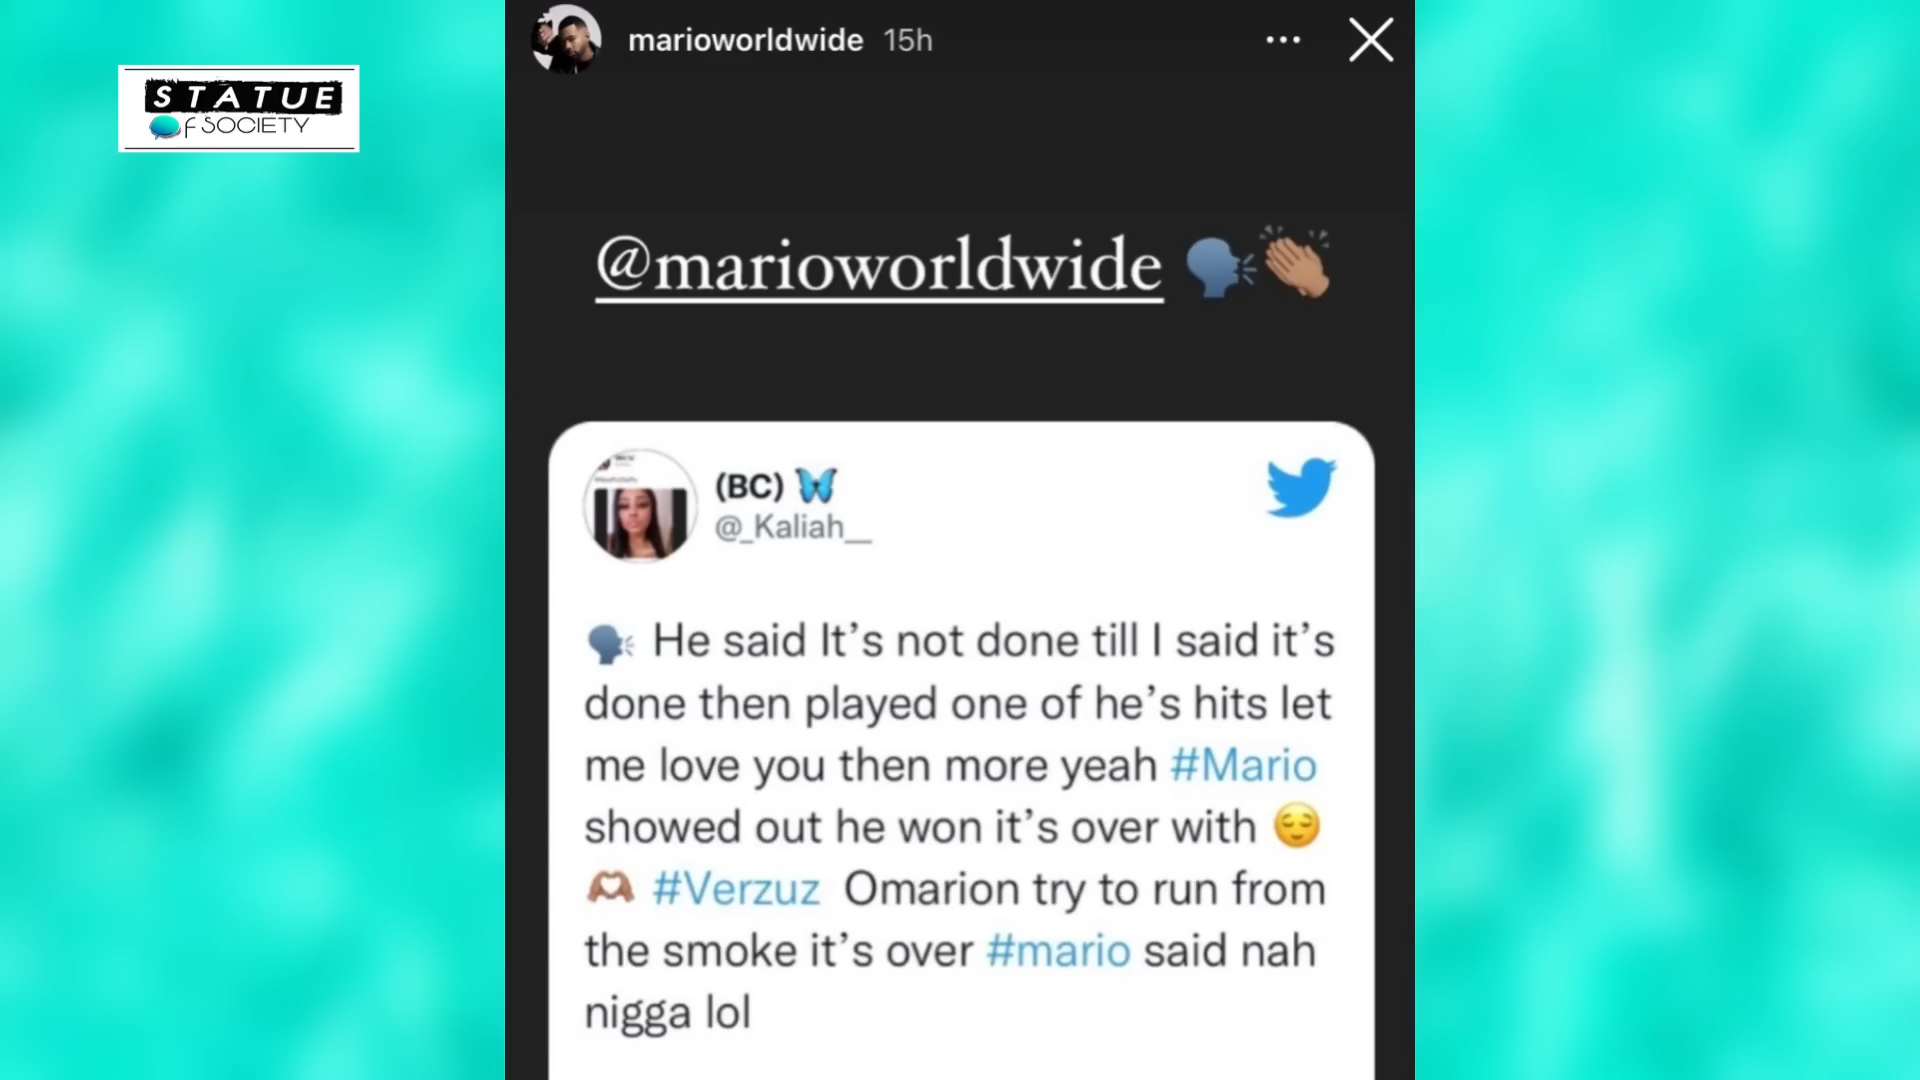 STATUE
Of SOCIETY
marioworldwide 15h
@marioworldwide 🗣️👏🏽
(BC) 🦋
@_Kaliah__
🗣️ He said It’s not done till I said it’s
done then played one of he’s hits let
me love you then more yeah #Mario
showed out he won it’s over with 😌
🫶🏽 #Verzuz Omarion try to run from
the smoke it’s over #mario said nah
nigga lol